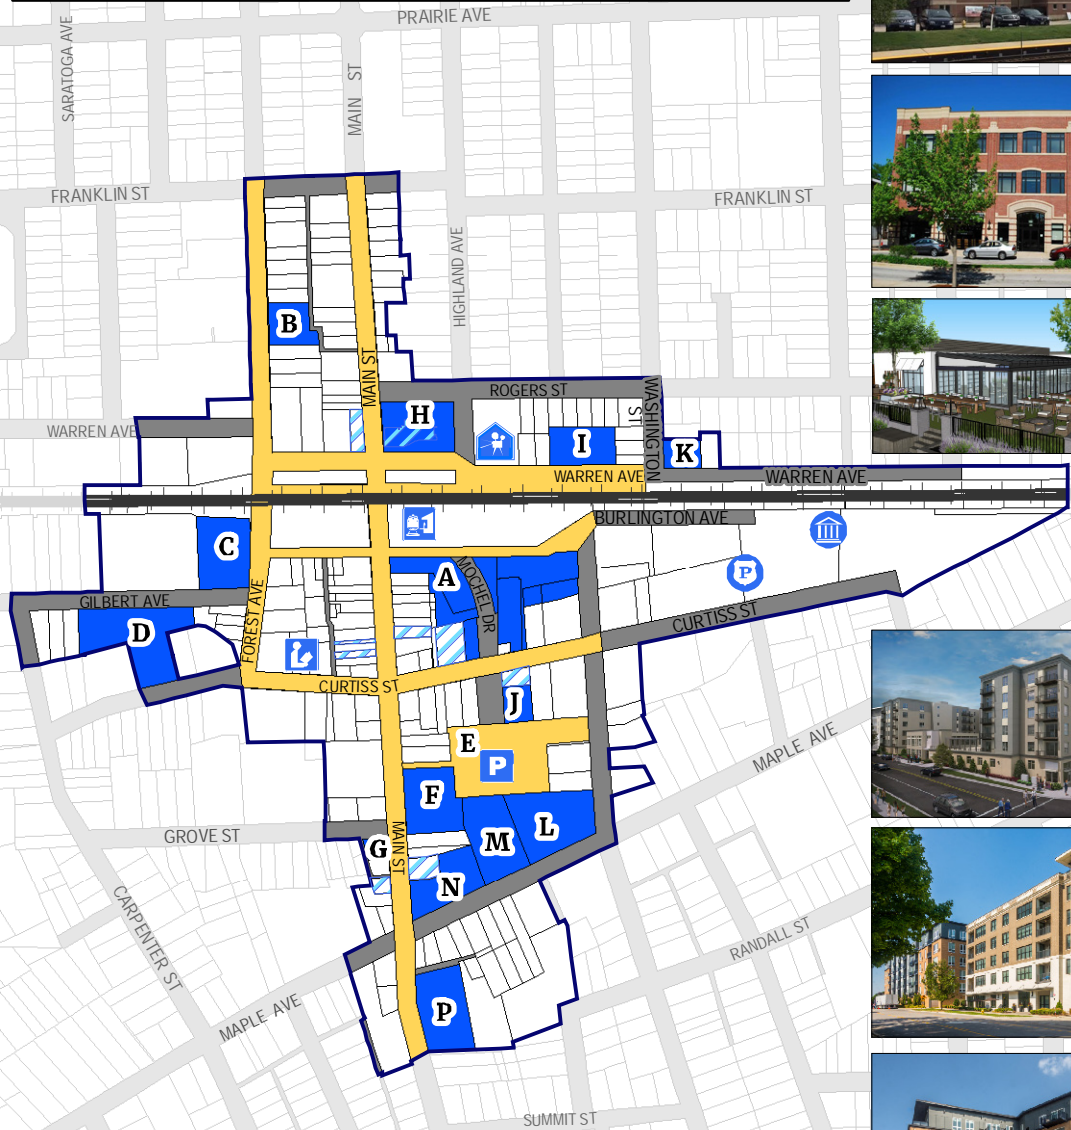 PRAIRIE AVE
SARATOGA AVE
MAIN ST
FRANKLIN ST
FRANKLIN ST
HIGHLAND AVE
B
MAIN ST
ROGERS ST
WASHINGTON ST
H
I
K
WARREN AVE
WARREN AVE
WARREN AVE
BURLINGTON AVE
C
A
MOCHEL DR
P
GILBERT AVE
FOREST AVE
D
CURTISS ST
CURTISS ST
J
E
P
MAPLE AVE
F
L
M
GROVE ST
G
MAIN ST
N
CARPENTER ST
RANDALL ST
MAPLE AVE
P
SUMMIT ST